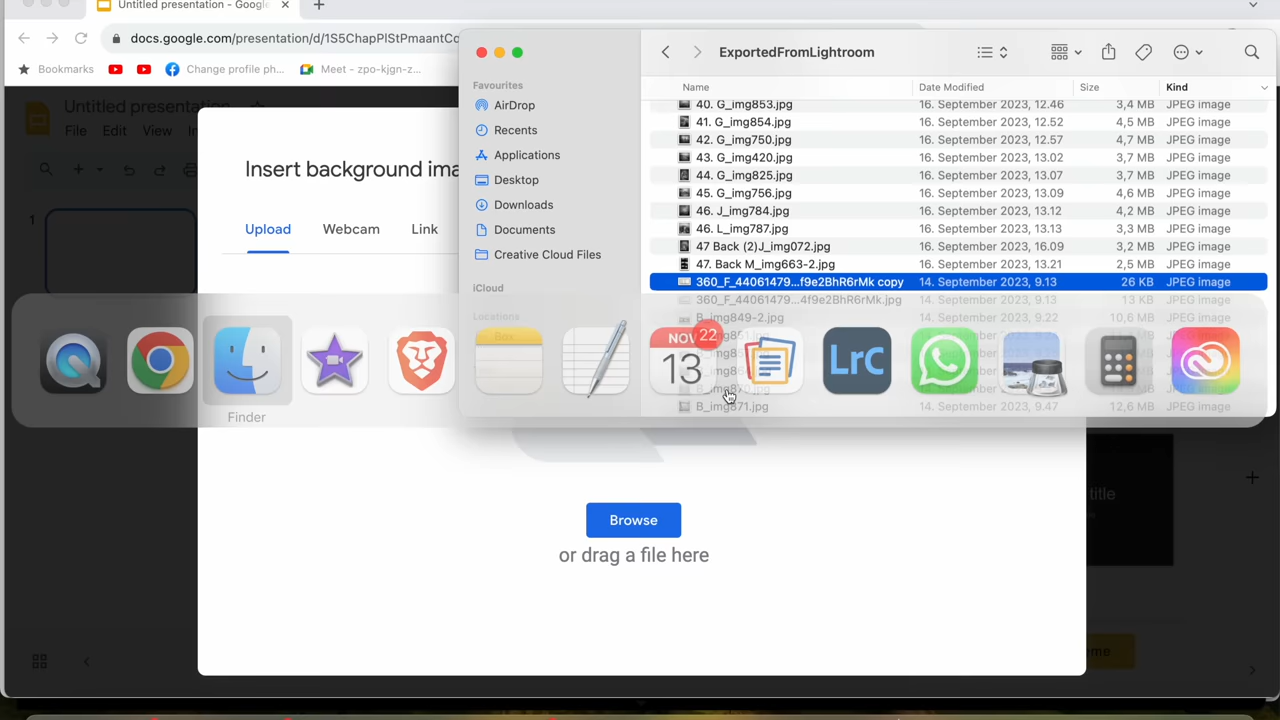 Untitled presentation - Google
docs.google.com/presentation/d/1S5ChapPlStPmaantCo
Bookmarks
Change profile ph...
Meet – zpo-kjgn-z...
Untitled presentation
File Edit View
1
Insert background ima
Upload Webcam Link
Browse
or drag a file here
title
ExportedFromLightroom
Favourites
AirDrop
Recents
Applications
Desktop
Downloads
Documents
Creative Cloud Files
iCloud
Locations
Name Date Modified Size Kind
40. G_img853.jpg 16. September 2023, 12.46 3,4 MB JPEG image
41. G_img854.jpg 16. September 2023, 12.52 4,5 MB JPEG image
42. G_img750.jpg 16. September 2023, 12.57 4,7 MB JPEG image
43. G_img420.jpg 16. September 2023, 13.02 3,7 MB JPEG image
44. G_img825.jpg 16. September 2023, 13.07 3,7 MB JPEG image
45. G_img756.jpg 16. September 2023, 13.09 4,6 MB JPEG image
46. J_img784.jpg 16. September 2023, 13.12 4,2 MB JPEG image
46. L_img787.jpg 16. September 2023, 13.13 3,3 MB JPEG image
47 Back (2)J_img072.jpg 16. September 2023, 16.09 3,2 MB JPEG image
47. Back M_img663-2.jpg 16. September 2023, 13.21 2,5 MB JPEG image
360_F_44061479...f9e2BhR6rMk copy 14. September 2023, 9.13 26 KB JPEG image
360_F_44061479...4f9e2BhR6rMk.jpg 14. September 2023, 9.13 13 KB JPEG image
B_img849-2.jpg 14. September 2023, 9.22 10,6 MB JPEG image
B_img871.jpg 14. September 2023, 9.47 12,6 MB JPEG image
NOV 22
13
LrC
Finder